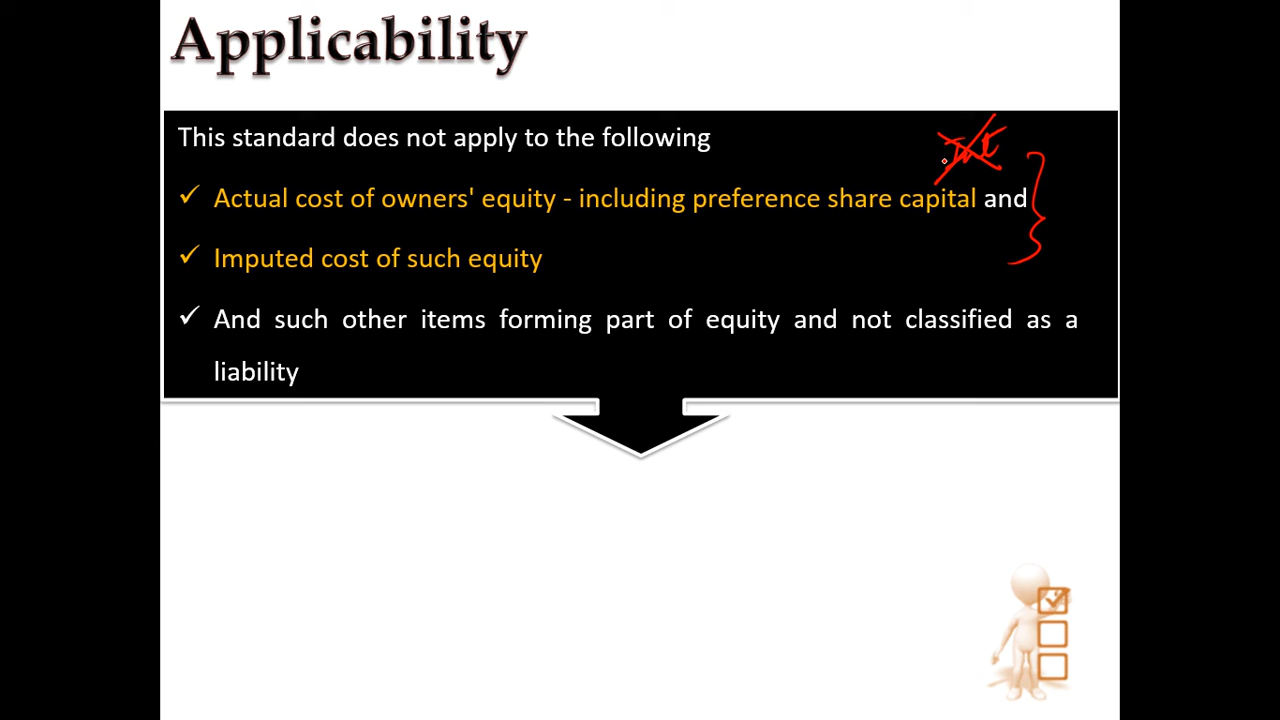 Applicability
This standard does not apply to the following
✓ Actual cost of owners' equity - including preference share capital and
✓ Imputed cost of such equity
✓ And such other items forming part of equity and not classified as a
liability